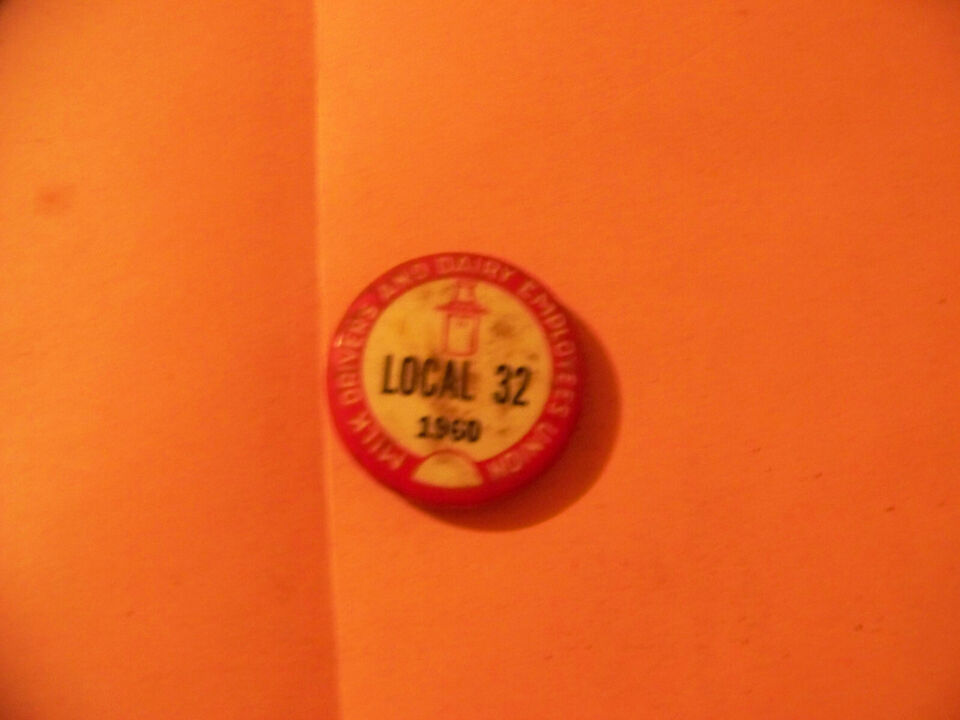 MILK DRIVERS AND DAIRY EMPLOYEES UNION
LOCAL 32
1960